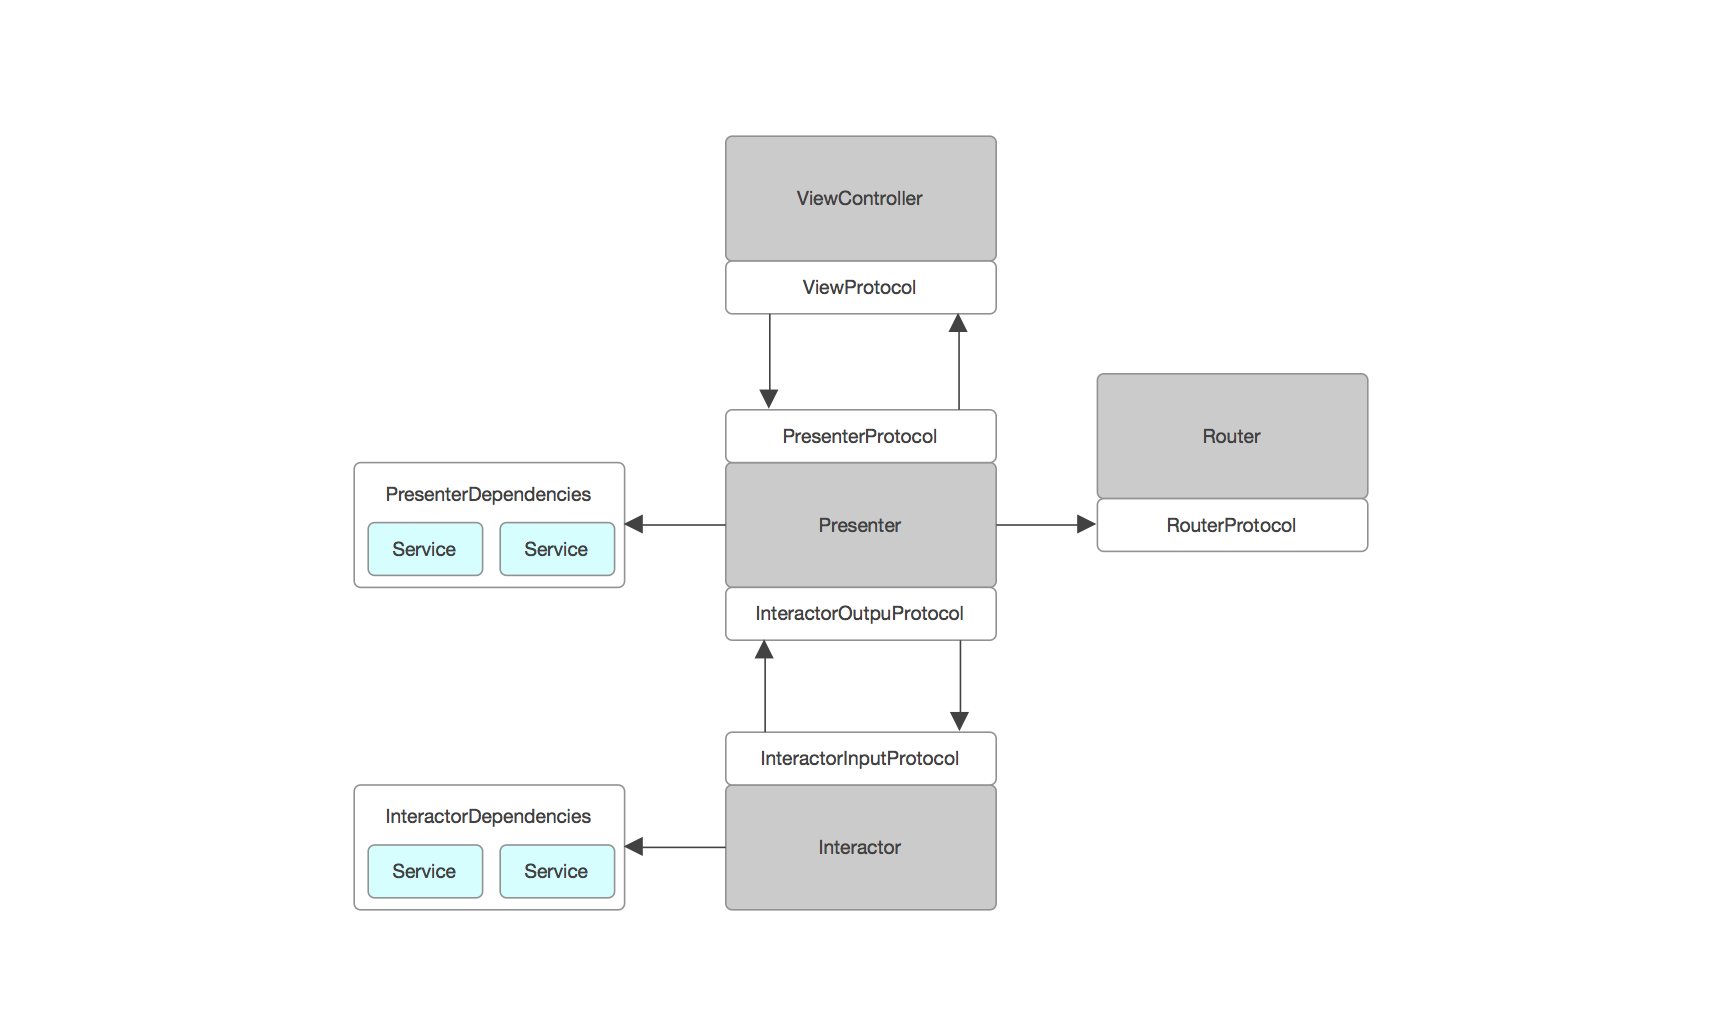 ViewController
ViewProtocol
PresenterProtocol
Router
PresenterDependencies
Service Service
Presenter
RouterProtocol
InteractorOutpuProtocol
InteractorInputProtocol
InteractorDependencies
Service Service
Interactor